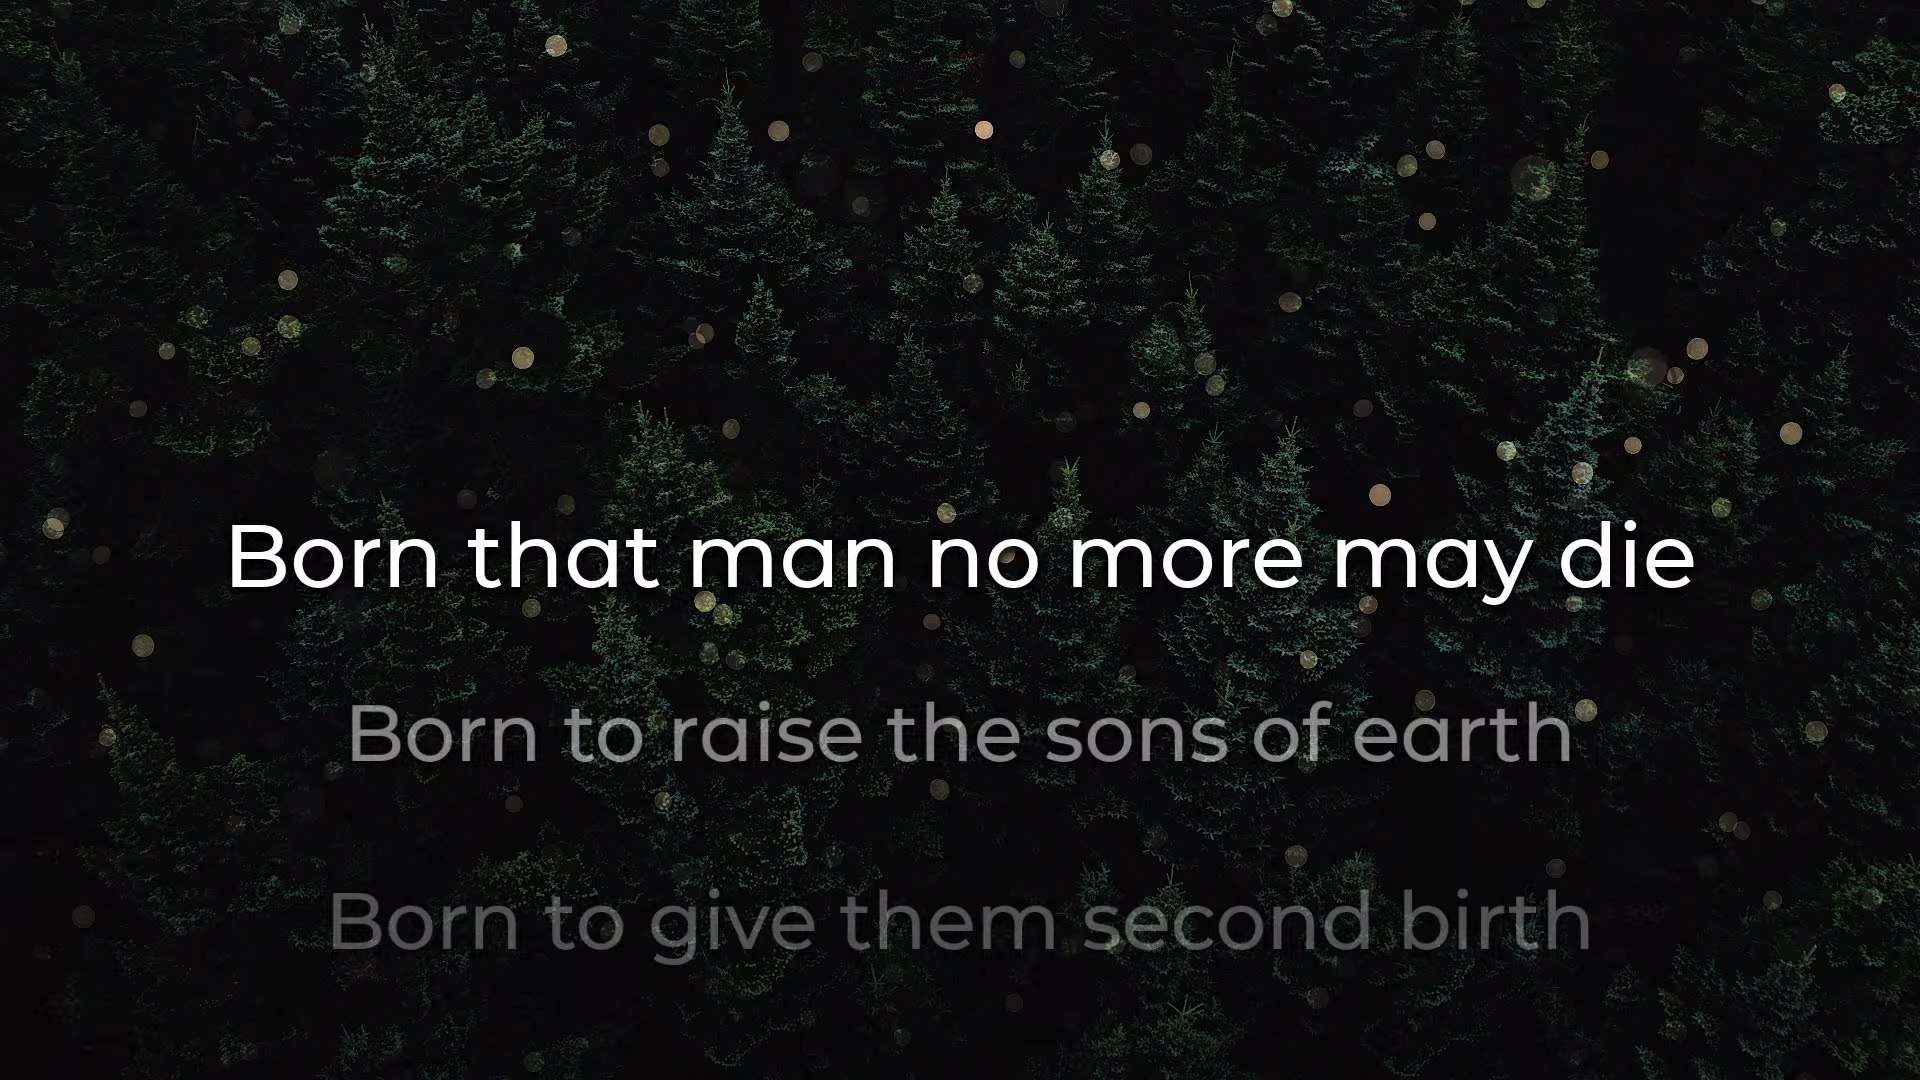 Born that man no more may die
Born to raise the sons of earth
Born to give them second birth